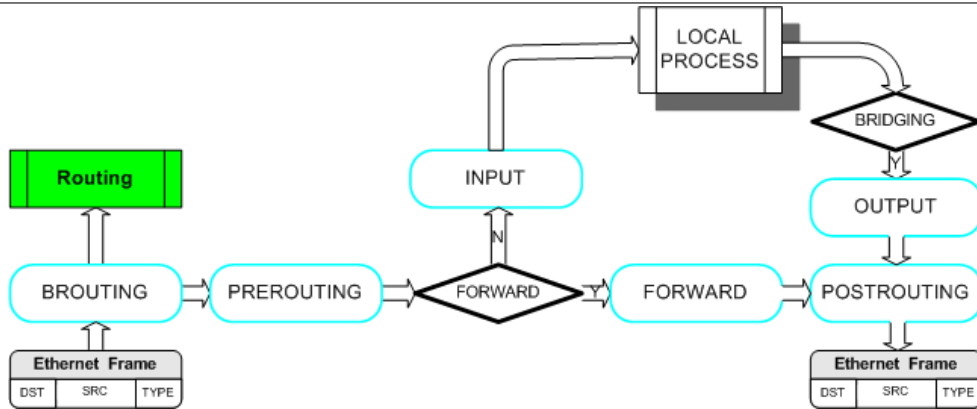 LOCAL
PROCESS
BRIDGING
Routing
INPUT
Y
OUTPUT
N
BROUTING
PREROUTING
FORWARD
Y
FORWARD
POSTROUTING
Ethernet Frame
DST
SRC
TYPE
Ethernet Frame
DST
SRC
TYPE